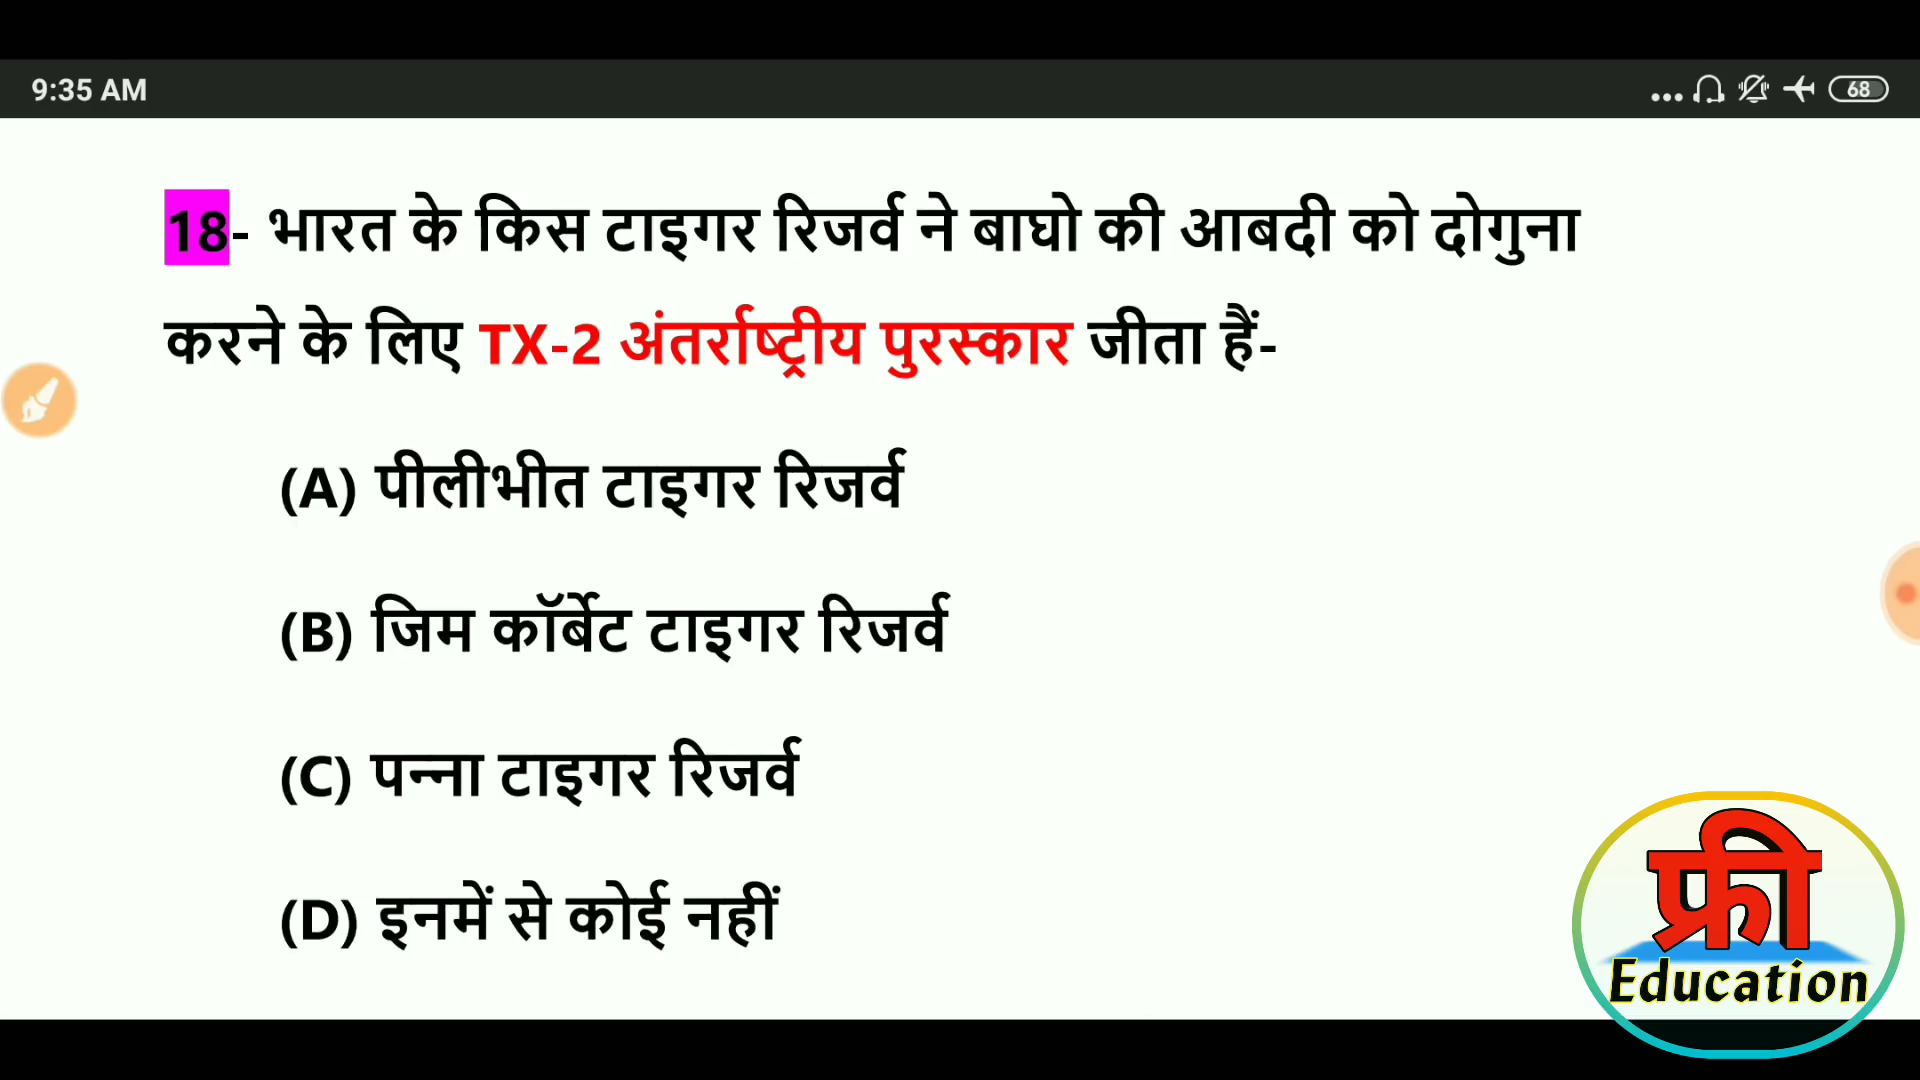 9:35 AM
68
18- भारत के किस टाइगर रिजर्व ने बाघो की आबदी को दोगुना
करने के लिए TX-2 अंतर्राष्ट्रीय पुरस्कार जीता हैं-
(A) पीलीभीत टाइगर रिजर्व
(B) जिम कॉर्बेट टाइगर रिजर्व
(C) पन्ना टाइगर रिजर्व
(D) इनमें से कोई नहीं
फ्री
Education